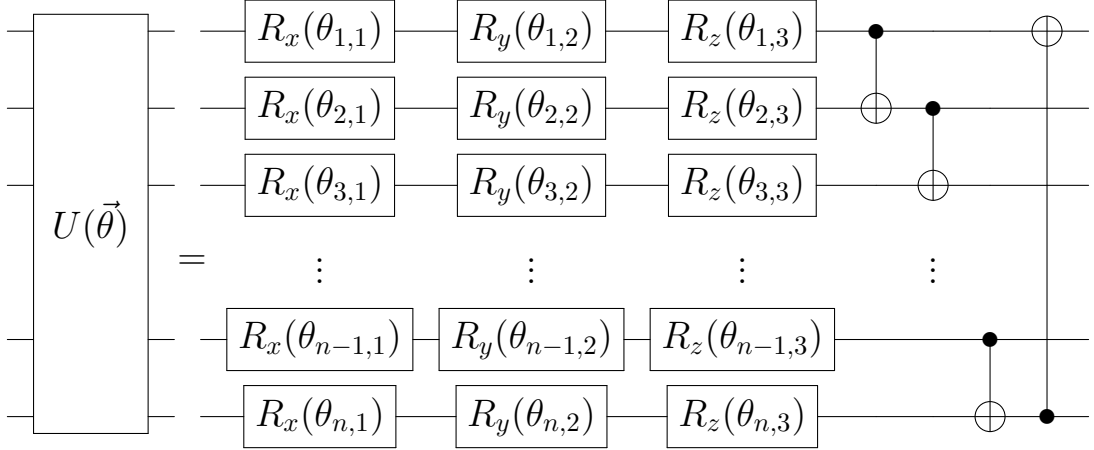 R_x(θ_{1,1}) R_y(θ_{1,2}) R_z(θ_{1,3})
R_x(θ_{2,1}) R_y(θ_{2,2}) R_z(θ_{2,3})
R_x(θ_{3,1}) R_y(θ_{3,2}) R_z(θ_{3,3})
U(\vec{θ}) = ⋮ ⋮ ⋮ ⋮
R_x(θ_{n−1,1}) R_y(θ_{n−1,2}) R_z(θ_{n−1,3})
R_x(θ_{n,1}) R_y(θ_{n,2}) R_z(θ_{n,3})